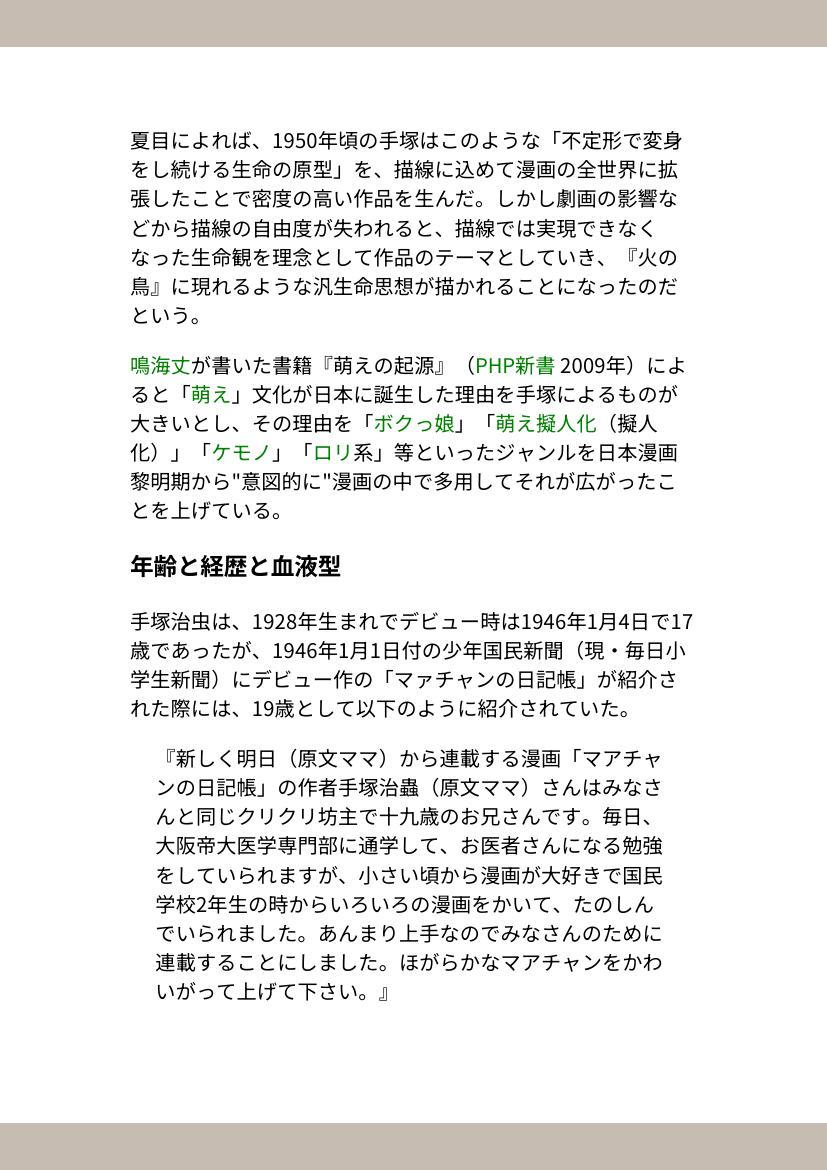 夏目によれば、1950年頃の手塚はこのような「不定形で変身
をし続ける生命の原型」を、描線に込めて漫画の全世界に拡
張したことで密度の高い作品を生んだ。しかし劇画の影響な
どから描線の自由度が失われると、描線では実現できなく
なった生命観を理念として作品のテーマとしていき、『火の
鳥』に現れるような汎生命思想が描かれることになったのだ
という。
鳴海丈が書いた書籍『萌えの起源』（PHP新書 2009年）によ
ると「萌え」文化が日本に誕生した理由を手塚によるものが
大きいとし、その理由を「ボクっ娘」「萌え擬人化（擬人
化）」「ケモノ」「ロリ系」等といったジャンルを日本漫画
黎明期から"意図的に"漫画の中で多用してそれが広がったこ
とを上げている。
年齢と経歴と血液型
手塚治虫は、1928年生まれでデビュー時は1946年1月4日で17
歳であったが、1946年1月1日付の少年国民新聞（現・毎日小
学生新聞）にデビュー作の「マァチャンの日記帳」が紹介さ
れた際には、19歳として以下のように紹介されていた。
『新しく明日（原文ママ）から連載する漫画「マアチャ
ンの日記帳」の作者手塚治蟲（原文ママ）さんはみなさ
んと同じクリクリ坊主で十九歳のお兄さんです。毎日、
大阪帝大医学専門部に通学して、お医者さんになる勉強
をしていられますが、小さい頃から漫画が大好きで国民
学校2年生の時からいろいろの漫画をかいて、たのしん
でいられました。あんまり上手なのでみなさんのために
連載することにしました。ほがらかなマアチャンをかわ
いがって上げて下さい。』